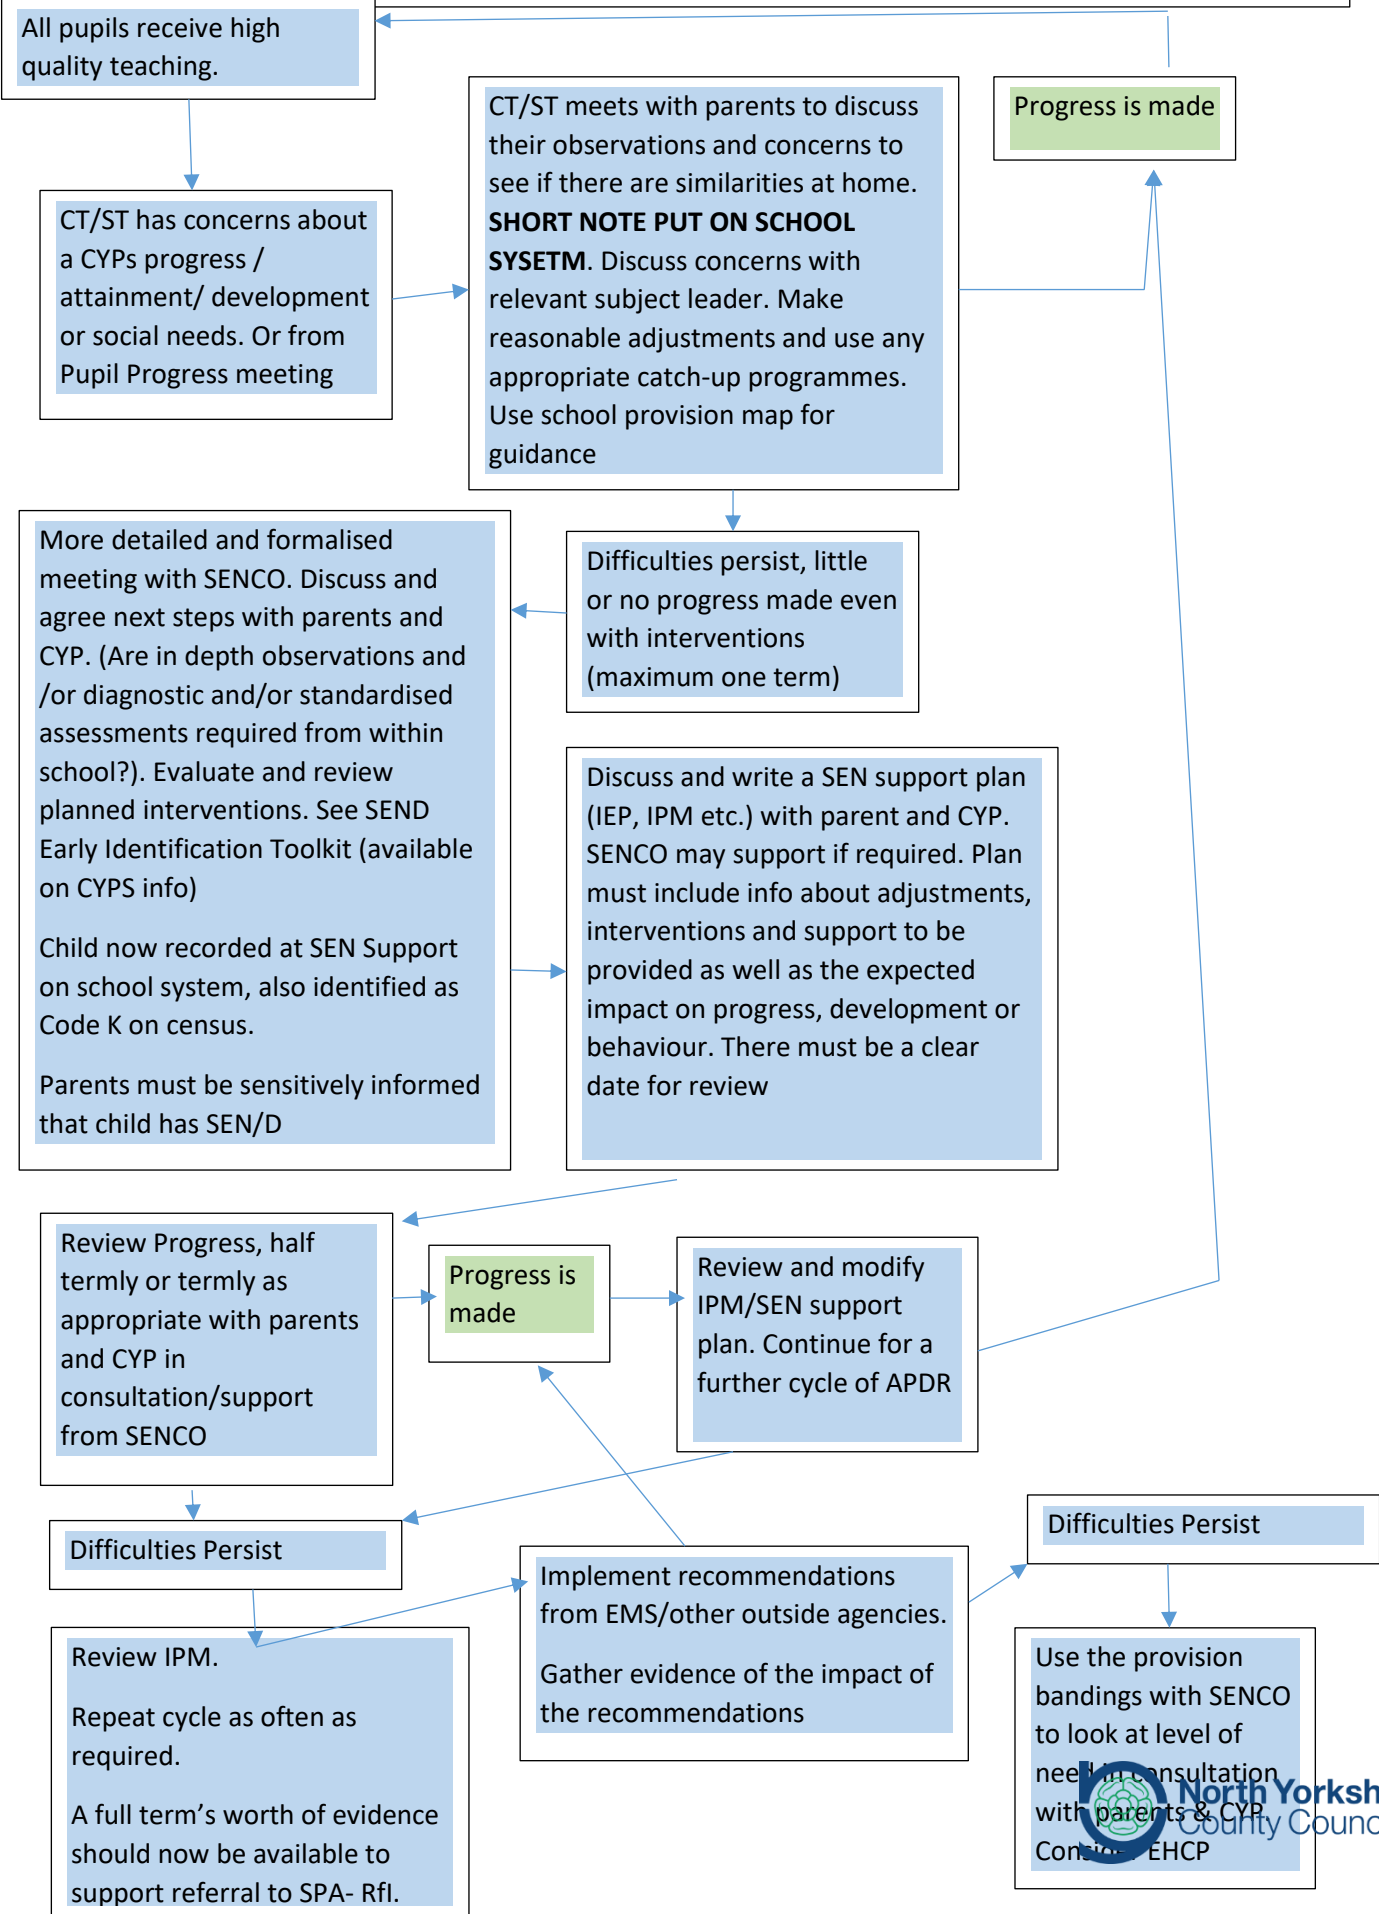 All pupils receive high
quality teaching.
CT/ST has concerns about
a CYPs progress /
attainment/ development
or social needs. Or from
Pupil Progress meeting
CT/ST meets with parents to discuss
their observations and concerns to
see if there are similarities at home.
SHORT NOTE PUT ON SCHOOL
SYSETM. Discuss concerns with
relevant subject leader. Make
reasonable adjustments and use any
appropriate catch-up programmes.
Use school provision map for
guidance
Progress is made
Difficulties persist, little
or no progress made even
with interventions
(maximum one term)
More detailed and formalised
meeting with SENCO. Discuss and
agree next steps with parents and
CYP. (Are in depth observations and
/or diagnostic and/or standardised
assessments required from within
school?). Evaluate and review
planned interventions. See SEND
Early Identification Toolkit (available
on CYPS info)
Child now recorded at SEN Support
on school system, also identified as
Code K on census.
Parents must be sensitively informed
that child has SEN/D
Discuss and write a SEN support plan
(IEP, IPM etc.) with parent and CYP.
SENCO may support if required. Plan
must include info about adjustments,
interventions and support to be
provided as well as the expected
impact on progress, development or
behaviour. There must be a clear
date for review
Review Progress, half
termly or termly as
appropriate with parents
and CYP in
consultation/support
from SENCO
Progress is
made
Review and modify
IPM/SEN support
plan. Continue for a
further cycle of APDR
Difficulties Persist
Review IPM.
Repeat cycle as often as
required.
A full term’s worth of evidence
should now be available to
support referral to SPA- RfI.
Implement recommendations
from EMS/other outside agencies.
Gather evidence of the impact of
the recommendations
Difficulties Persist
Use the provision
bandings with SENCO
to look at level of
need in consultation
with parents & CYP.
Consider EHCP
North Yorksh
County Counc